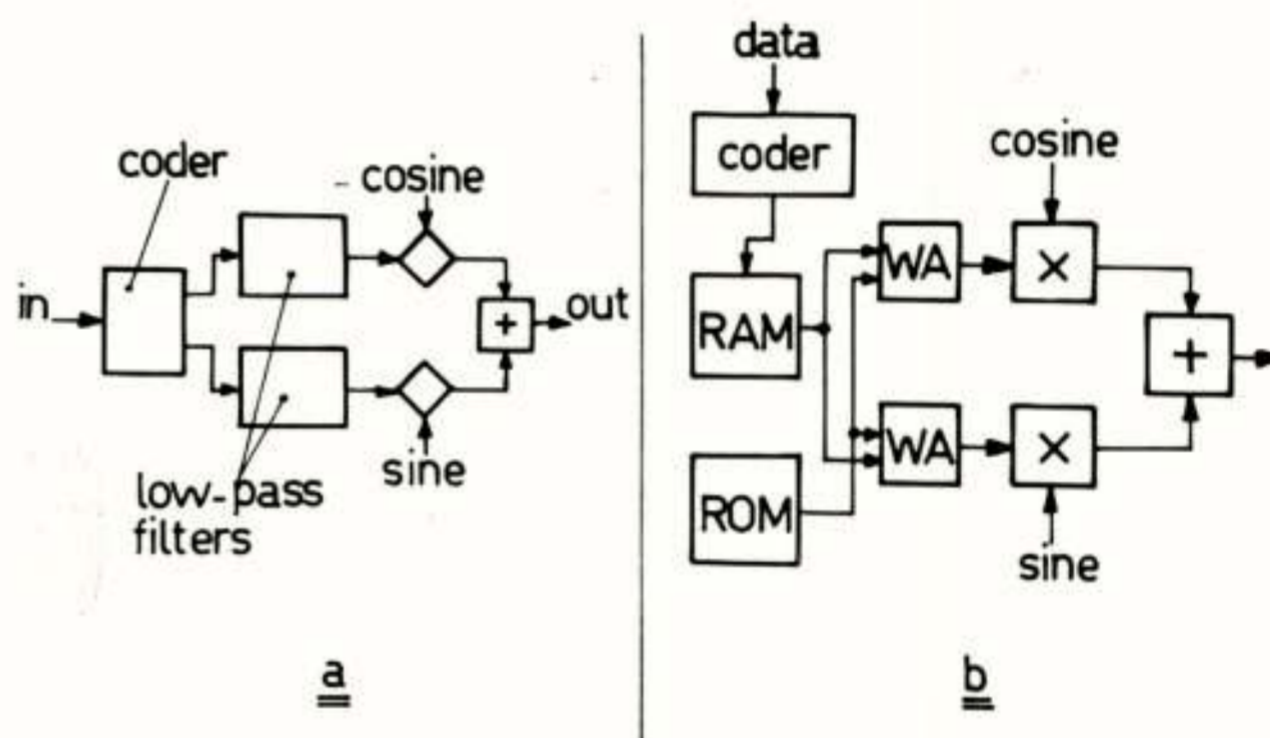 coder
cosine
in
+
out
sine
low-pass
filters
a
data
coder
cosine
WA
×
RAM
+
WA
×
ROM
sine
b